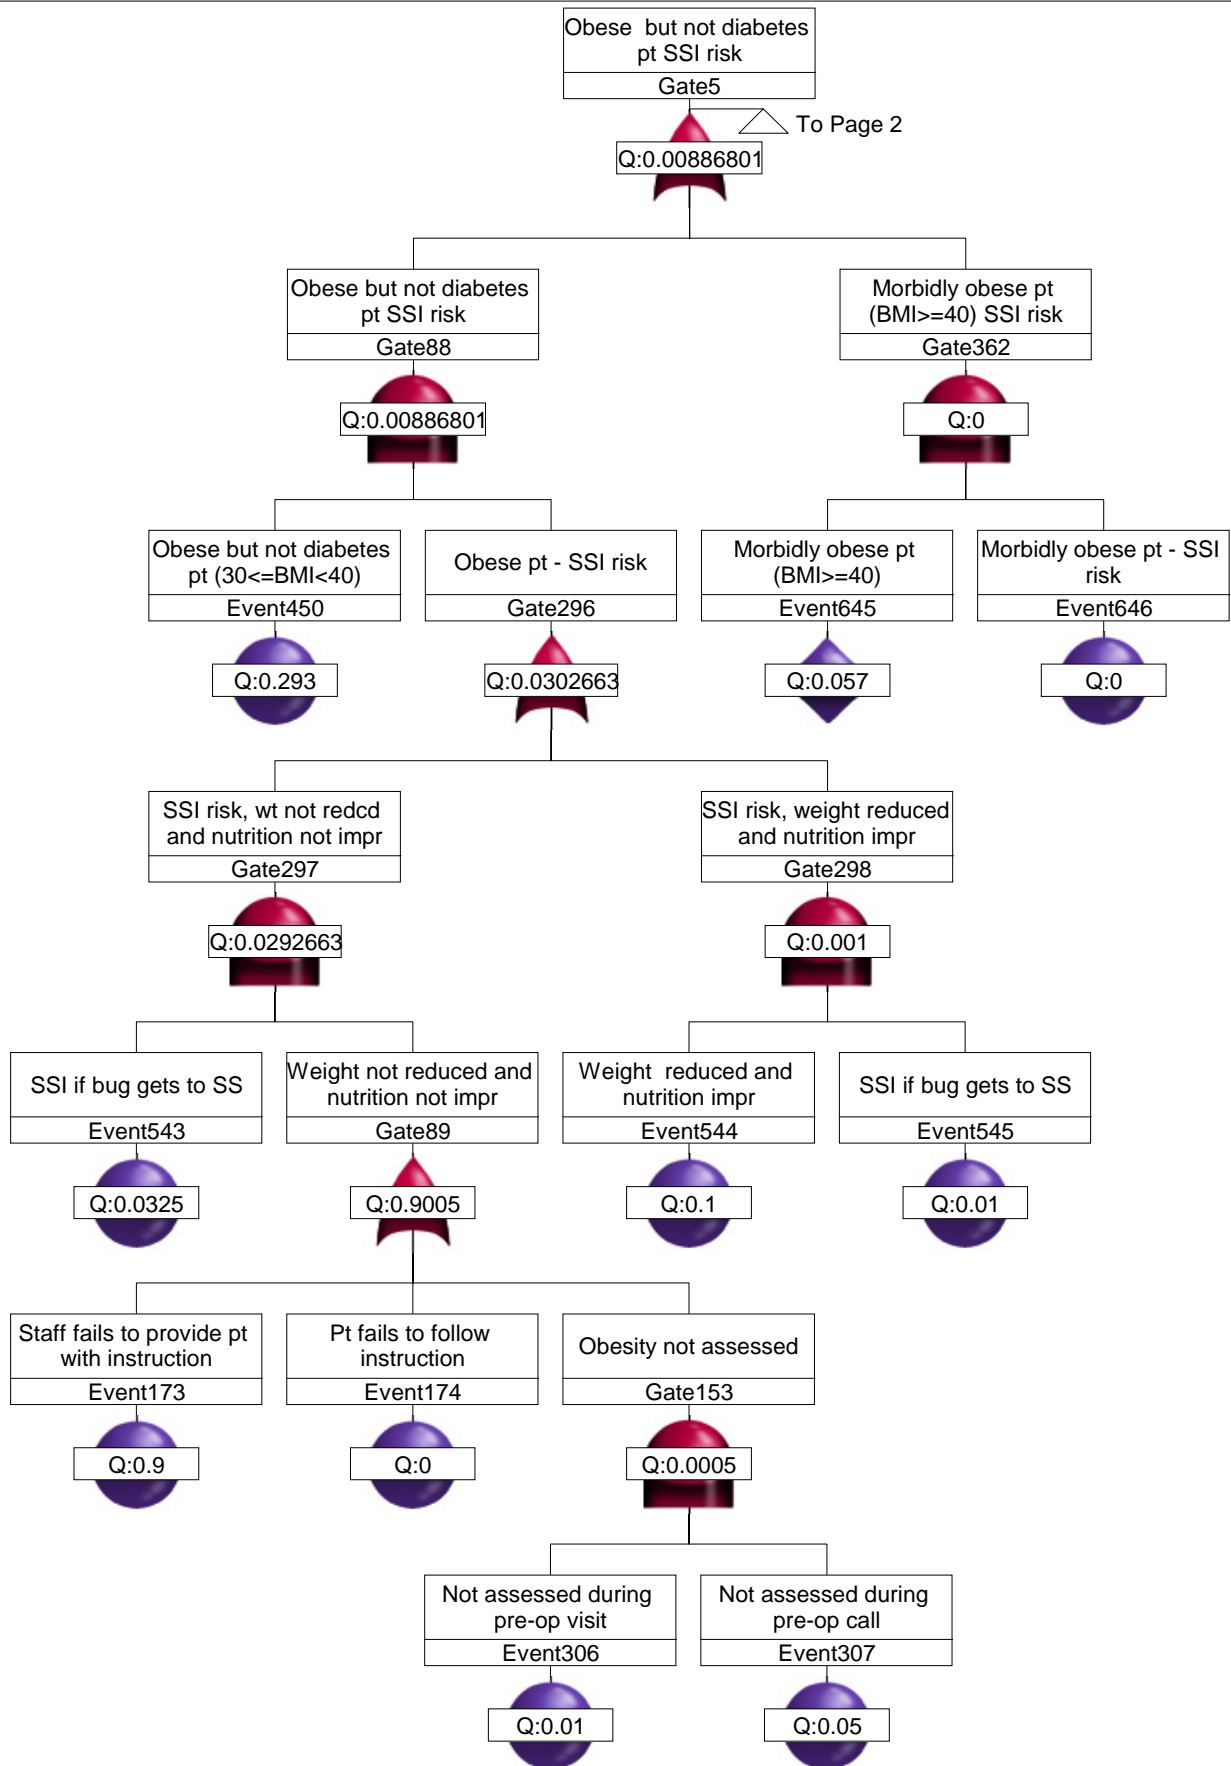 Obese but not diabetes
pt SSI risk
Gate5
To Page 2
Q:0.00886801
Obese but not diabetes
pt SSI risk
Gate88
Q:0.00886801
Morbidly obese pt
(BMI>=40) SSI risk
Gate362
Q:0
Obese but not diabetes
pt (30<=BMI<40)
Event450
Q:0.293
Obese pt - SSI risk
Gate296
Q:0.0302663
Morbidly obese pt
(BMI>=40)
Event645
Q:0.057
Morbidly obese pt - SSI
risk
Event646
Q:0
SSI risk, wt not redcd
and nutrition not impr
Gate297
Q:0.0292663
SSI risk, weight reduced
and nutrition impr
Gate298
Q:0.001
SSI if bug gets to SS
Event543
Q:0.0325
Weight not reduced and
nutrition not impr
Gate89
Q:0.9005
Weight reduced and
nutrition impr
Event544
Q:0.1
SSI if bug gets to SS
Event545
Q:0.01
Staff fails to provide pt
with instruction
Event173
Q:0.9
Pt fails to follow
instruction
Event174
Q:0
Obesity not assessed
Gate153
Q:0.0005
Not assessed during
pre-op visit
Event306
Q:0.01
Not assessed during
pre-op call
Event307
Q:0.05